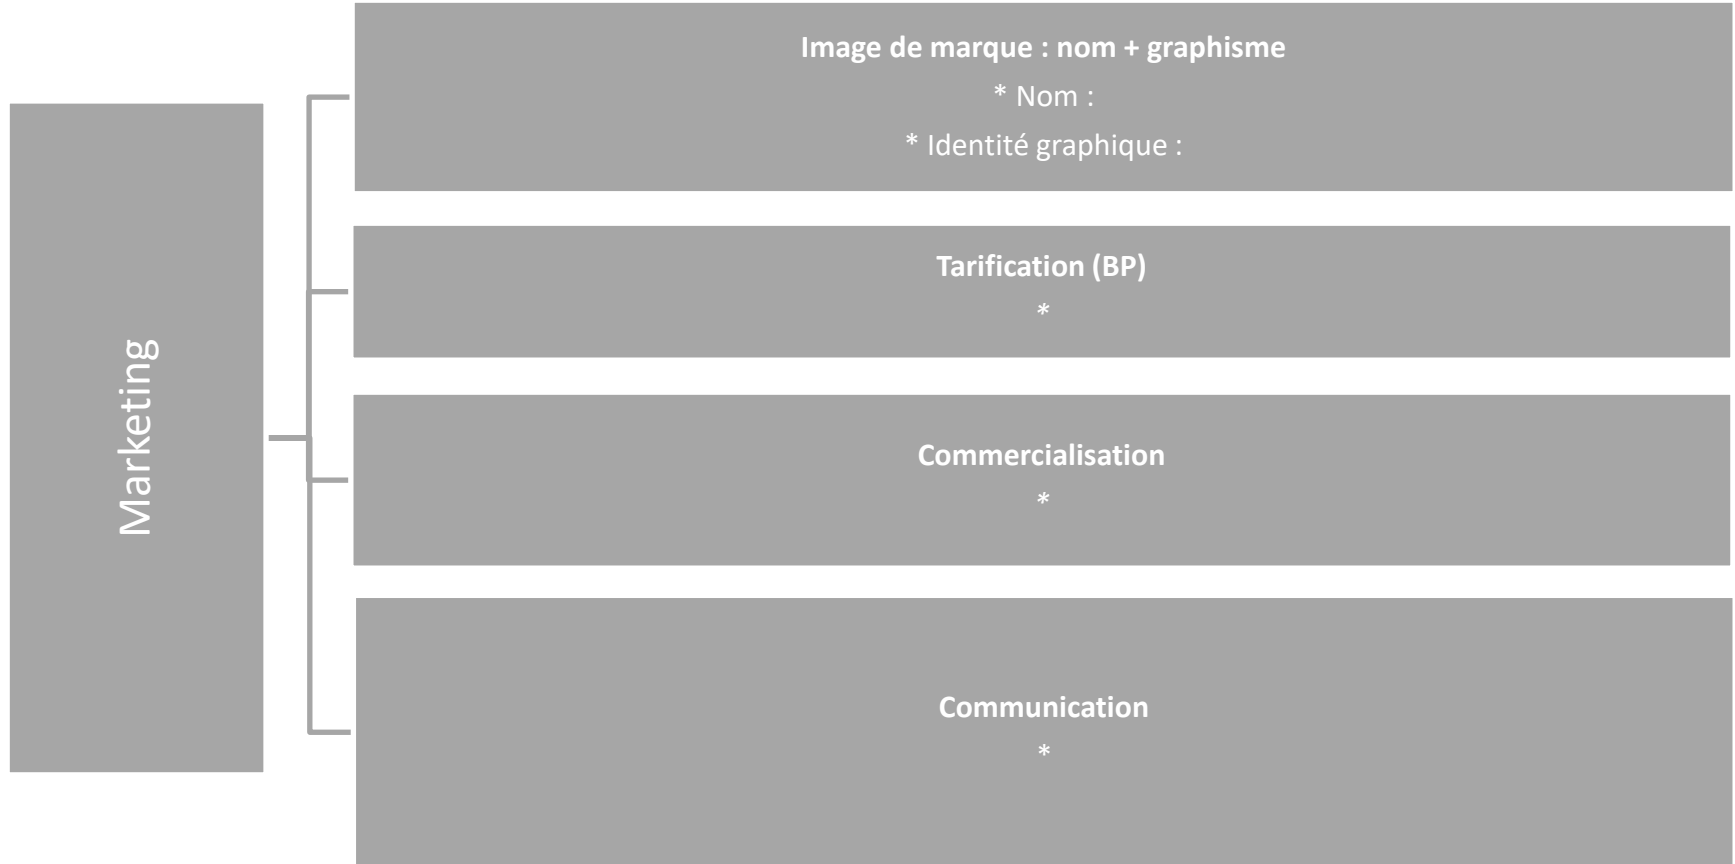 Marketing
Image de marque : nom + graphisme
* Nom :
* Identité graphique :
Tarification (BP)
*
Commercialisation
*
Communication
*